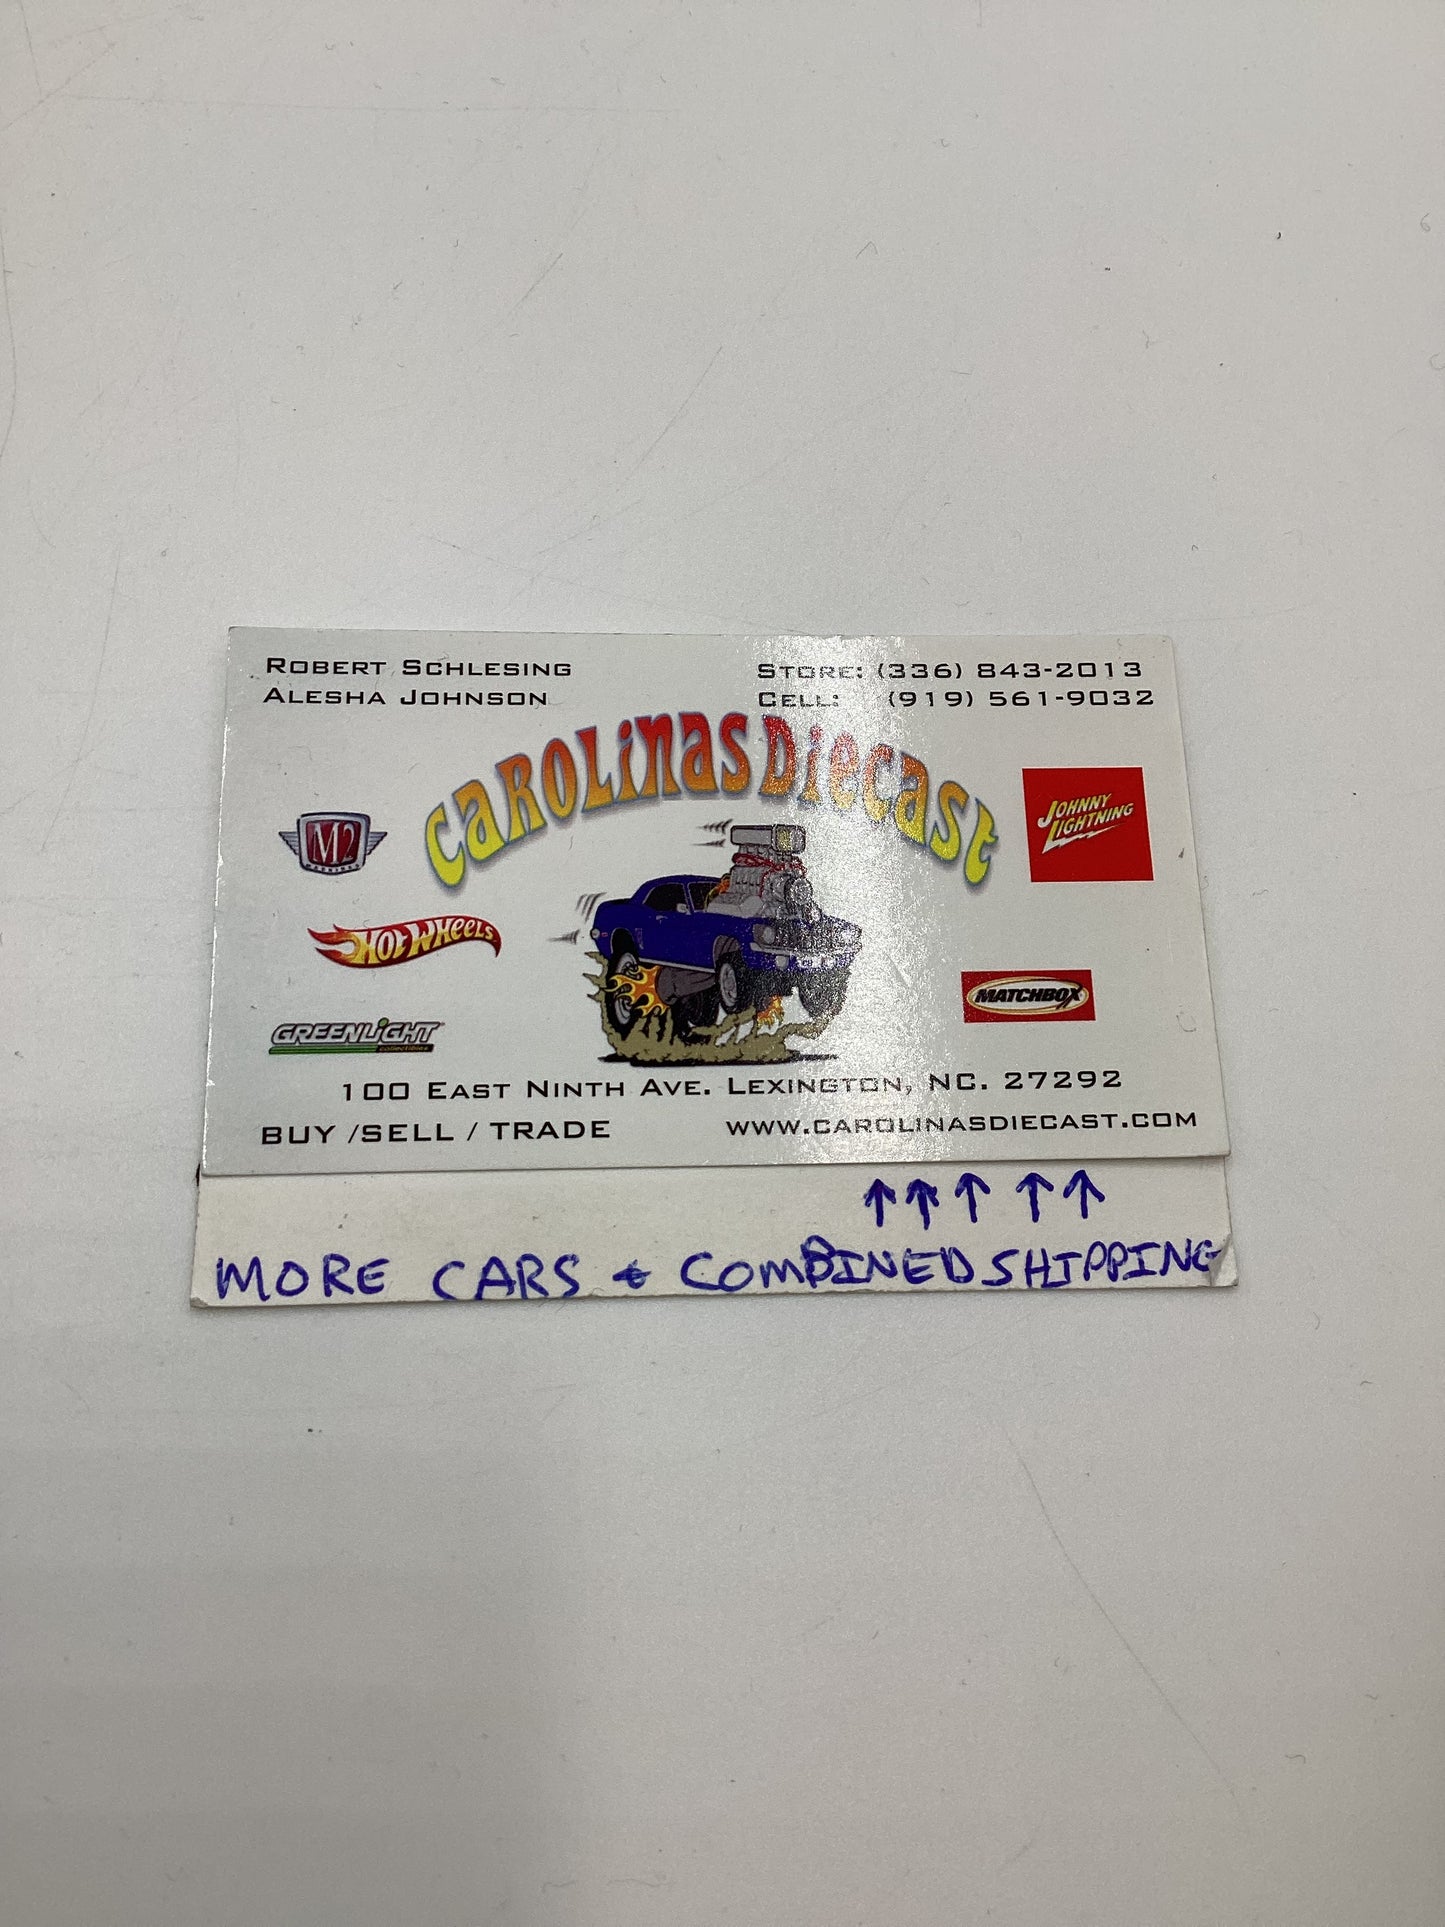 ROBERT SCHLESING
ALESHA JOHNSON
STORE: (336) 843-2013
CELL: (919) 561-9032
CAROLINAS DIECAST
M2
MACHINES
JOHNNY
LIGHTNING
HOT WHEELS
MATCHBOX
GREENLIGHT
collectibles
100 EAST NINTH AVE. LEXINGTON, NC. 27292
BUY /SELL / TRADE
WWW.CAROLINASDIECAST.COM
↑↑↑ ↑↑
MORE CARS & COMBINED SHIPPING